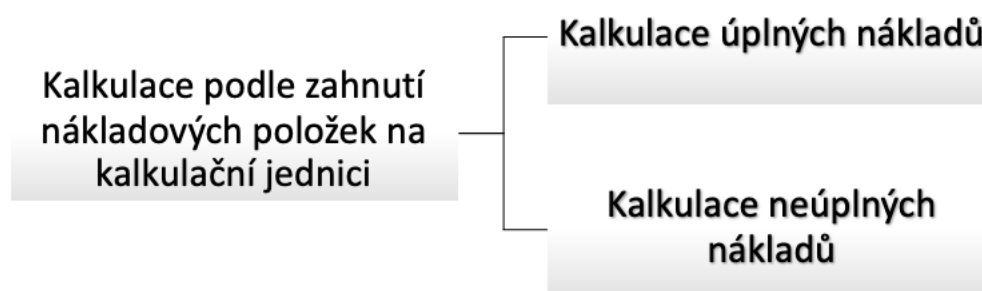 Kalkulace podle zahnutí
nákladových položek na
kalkulační jednici
Kalkulace úplných nákladů
Kalkulace neúplných
nákladů